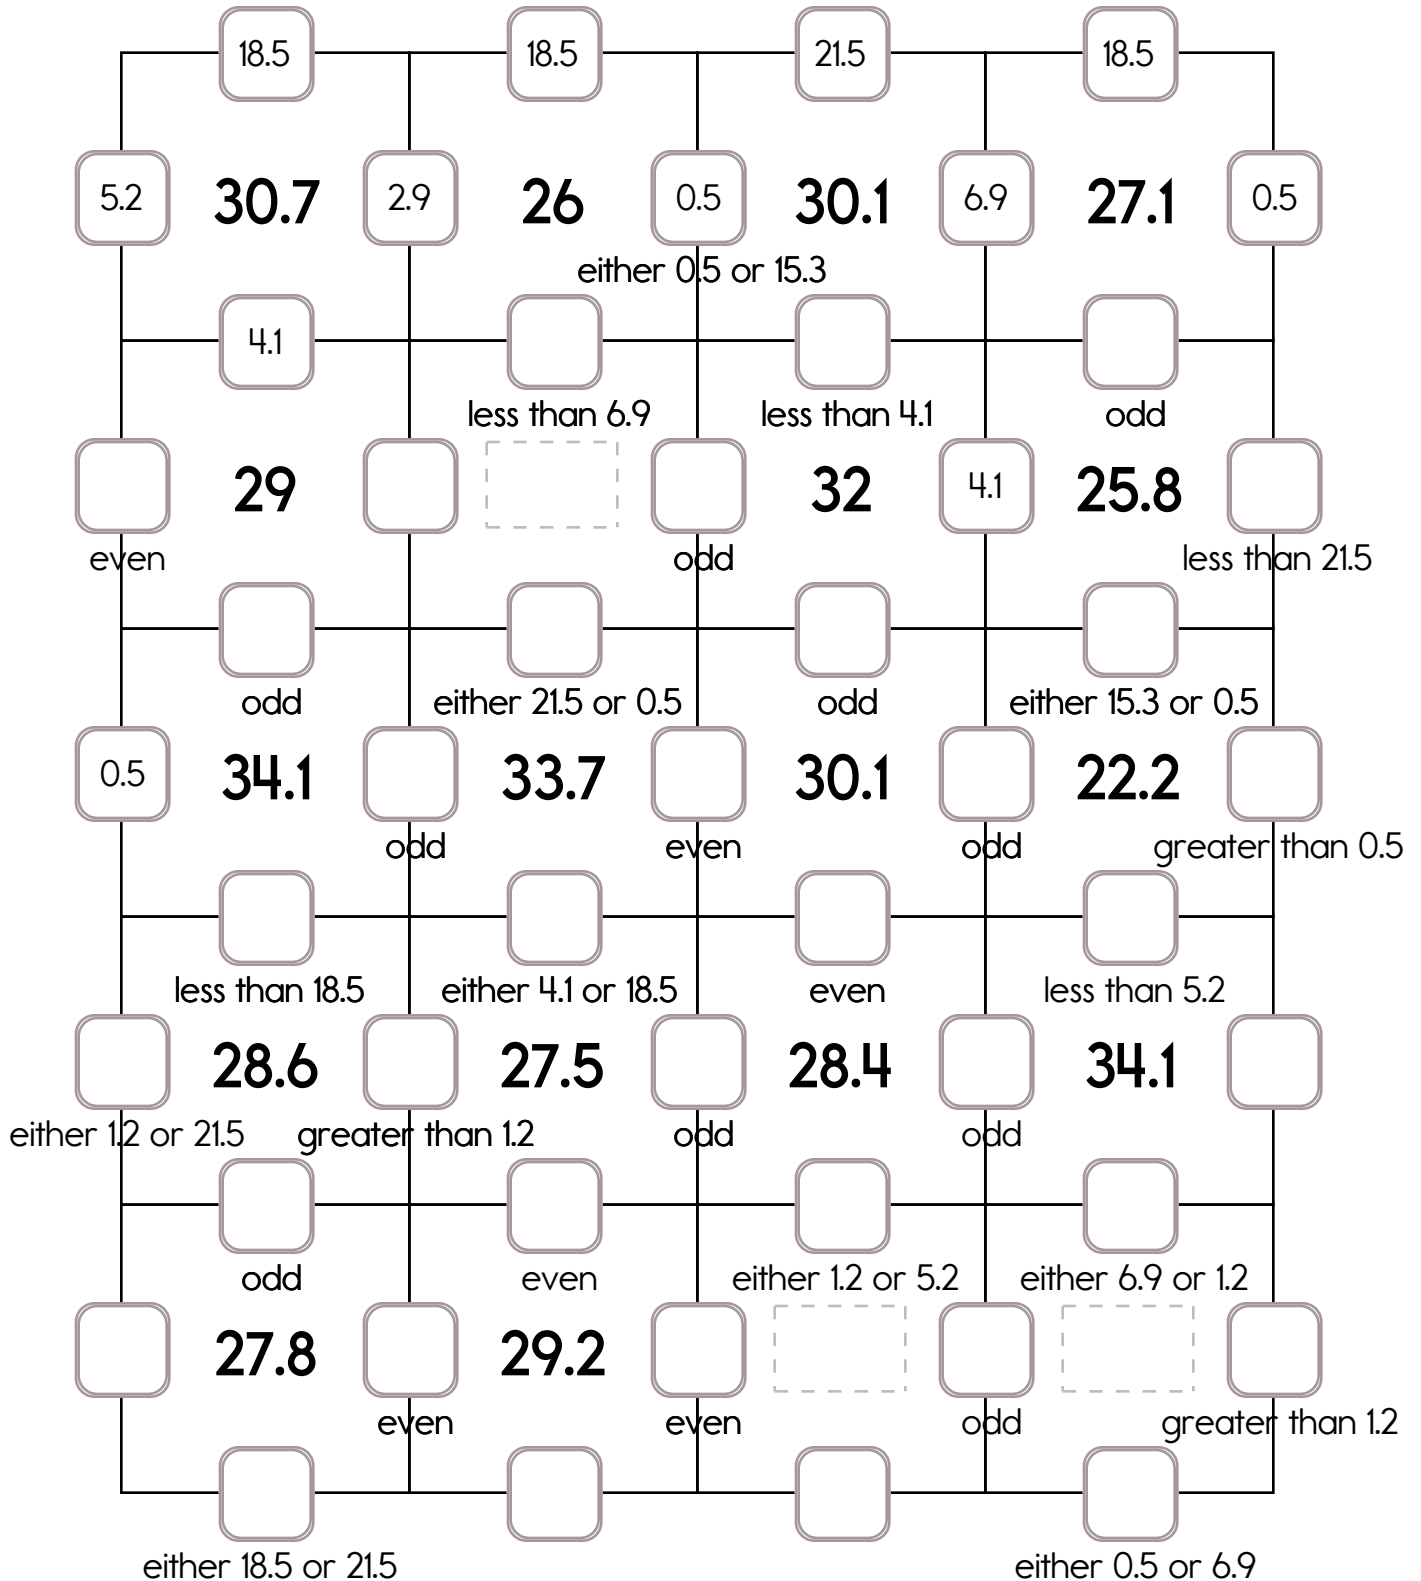 18.5 18.5 21.5 18.5
5.2 30.7 2.9 26 0.5 30.1 6.9 27.1 0.5
either 0.5 or 15.3
4.1
less than 6.9 less than 4.1 odd
29 32 4.1 25.8
even odd less than 21.5
odd either 21.5 or 0.5 odd either 15.3 or 0.5
0.5 34.1 33.7 30.1 22.2
odd even odd greater than 0.5
less than 18.5 either 4.1 or 18.5 even less than 5.2
28.6 27.5 28.4 34.1
either 1.2 or 21.5 greater than 1.2 odd odd
odd even either 1.2 or 5.2 either 6.9 or 1.2
27.8 29.2
even even odd greater than 1.2
either 18.5 or 21.5 either 0.5 or 6.9